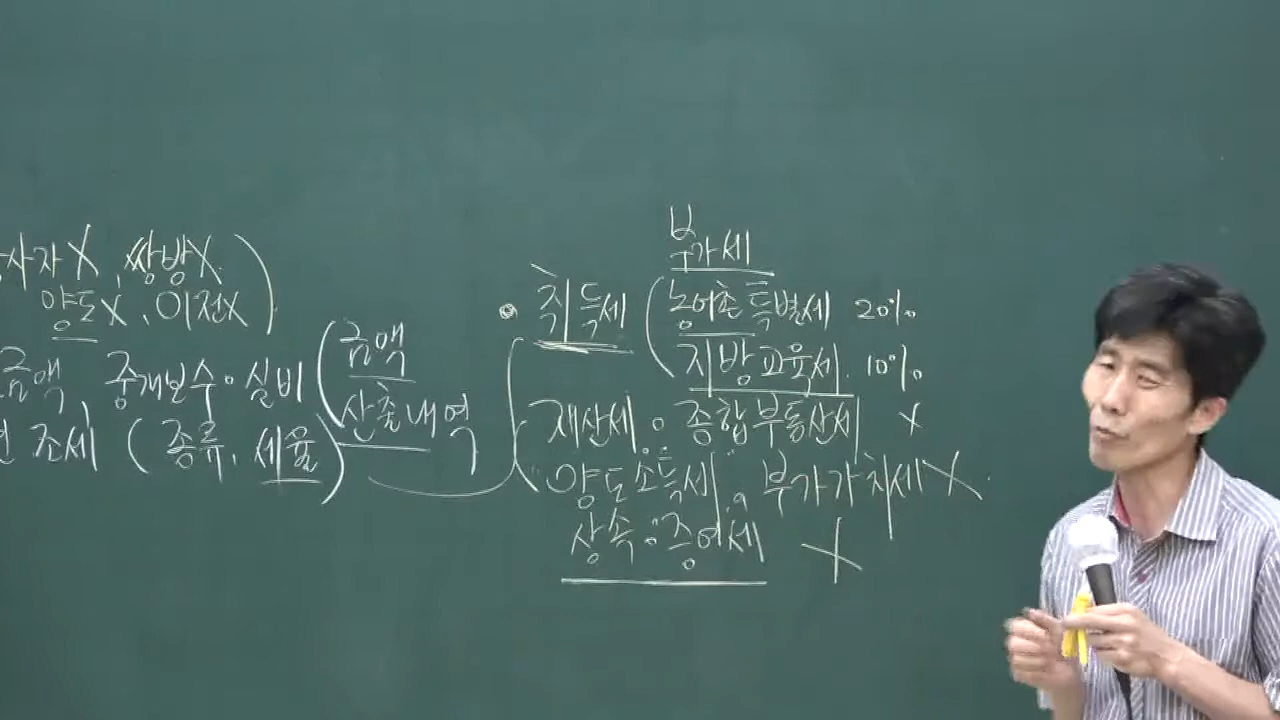 사자X, 쌍방X
양도X, 이전X)
금액 중개보수。실비 (금액
산출내역
조세 (종류, 세율)
부가세
취득세 (농어촌특별세 20%
지방교육세. 10%
재산세。종합부동산세 X
양도소득세。부가가치세X
상속。증여세 X